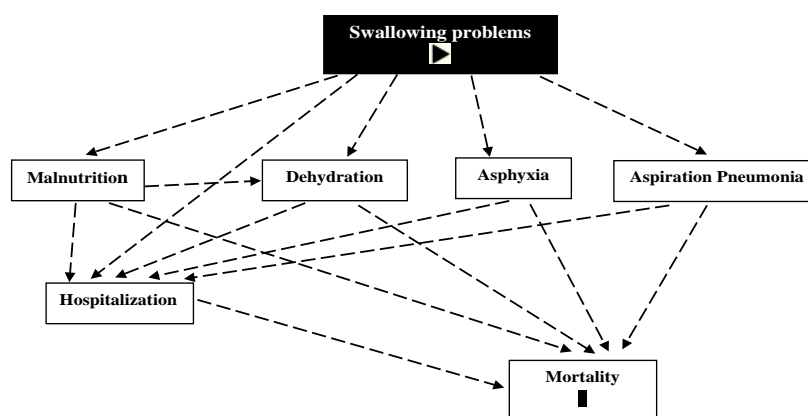 Swallowing problems
Malnutrition
Dehydration
Asphyxia
Aspiration Pneumonia
Hospitalization
Mortality